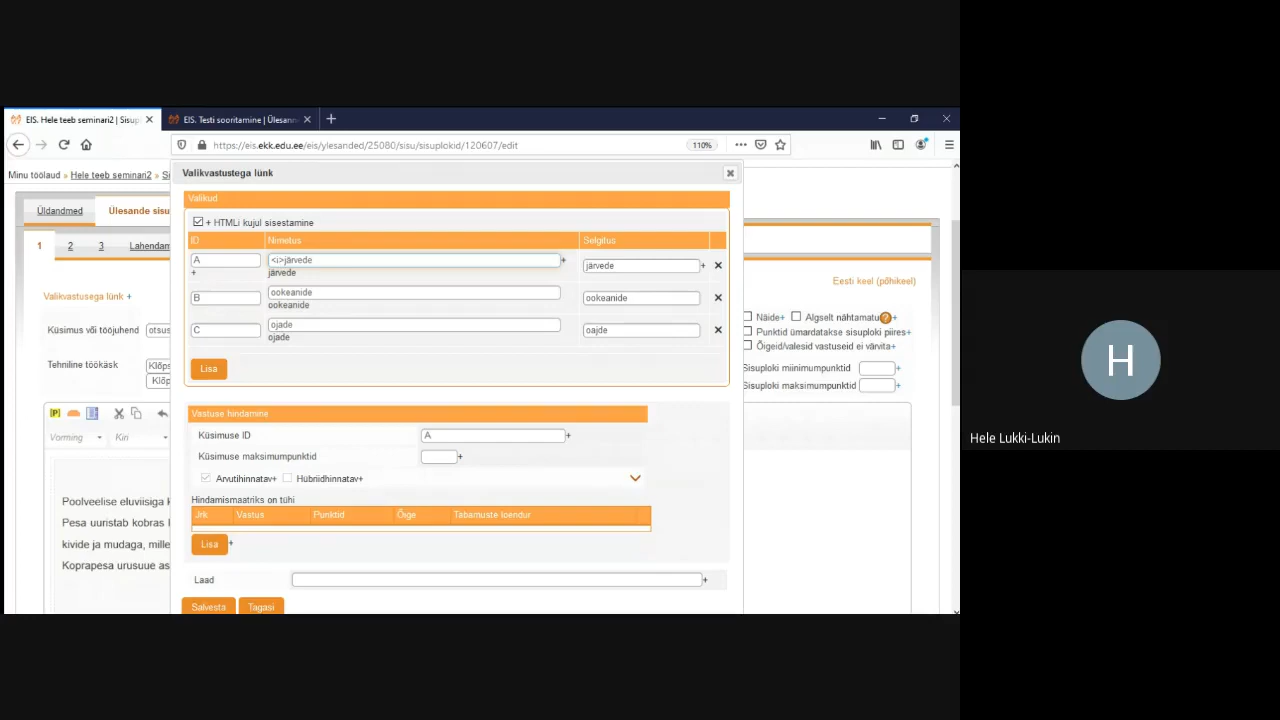 EIS. Hele teeb seminari2 | Sisup
EIS. Testi sooritamine | Ülesann
https://eis.ekk.edu.ee/eis/ylesanded/25080/sisu/sisuplokid/120607/edit
110%
Minu töölaud » Hele teeb seminari2 » Si
Valikvastustega lünk
Üldandmed
Ülesande sisu
1 2 3 Lahendam
Valikud
+ HTMLi kujul sisestamine
ID Nimetus Selgitus
A <i>järvede + järvede +
+ järvede
B ookeanide ookeanide
ookeanide
C ojade oajde
ojade
Lisa
Valikvastusega lünk +
Eesti keel (põhikeel)
Küsimus või tööjuhend otsus
Näide+ Algselt nähtamatu ? +
Punktid ümardatakse sisuploki piires+
Õigeid/valesid vastuseid ei värvita+
Tehniline töökäsk Klõps
Klõp
Sisuploki miinimumpunktid +
Sisuploki maksimumpunktid +
[P]
Vorming Kiri
Vastuse hindamine
Küsimuse ID A +
Küsimuse maksimumpunktid +
Arvutihinnatav+ Hübriidhinnatav+
Hindamismaatriks on tühi
Jrk Vastus Punktid Õige Tabamuste loendur
Lisa +
Laad +
Salvesta Tagasi
Poolveelise eluviisiga k
Pesa uuristab kobras k
kivide ja mudaga, mille
Koprapesa urusuue as
H
Hele Lukki-Lukin